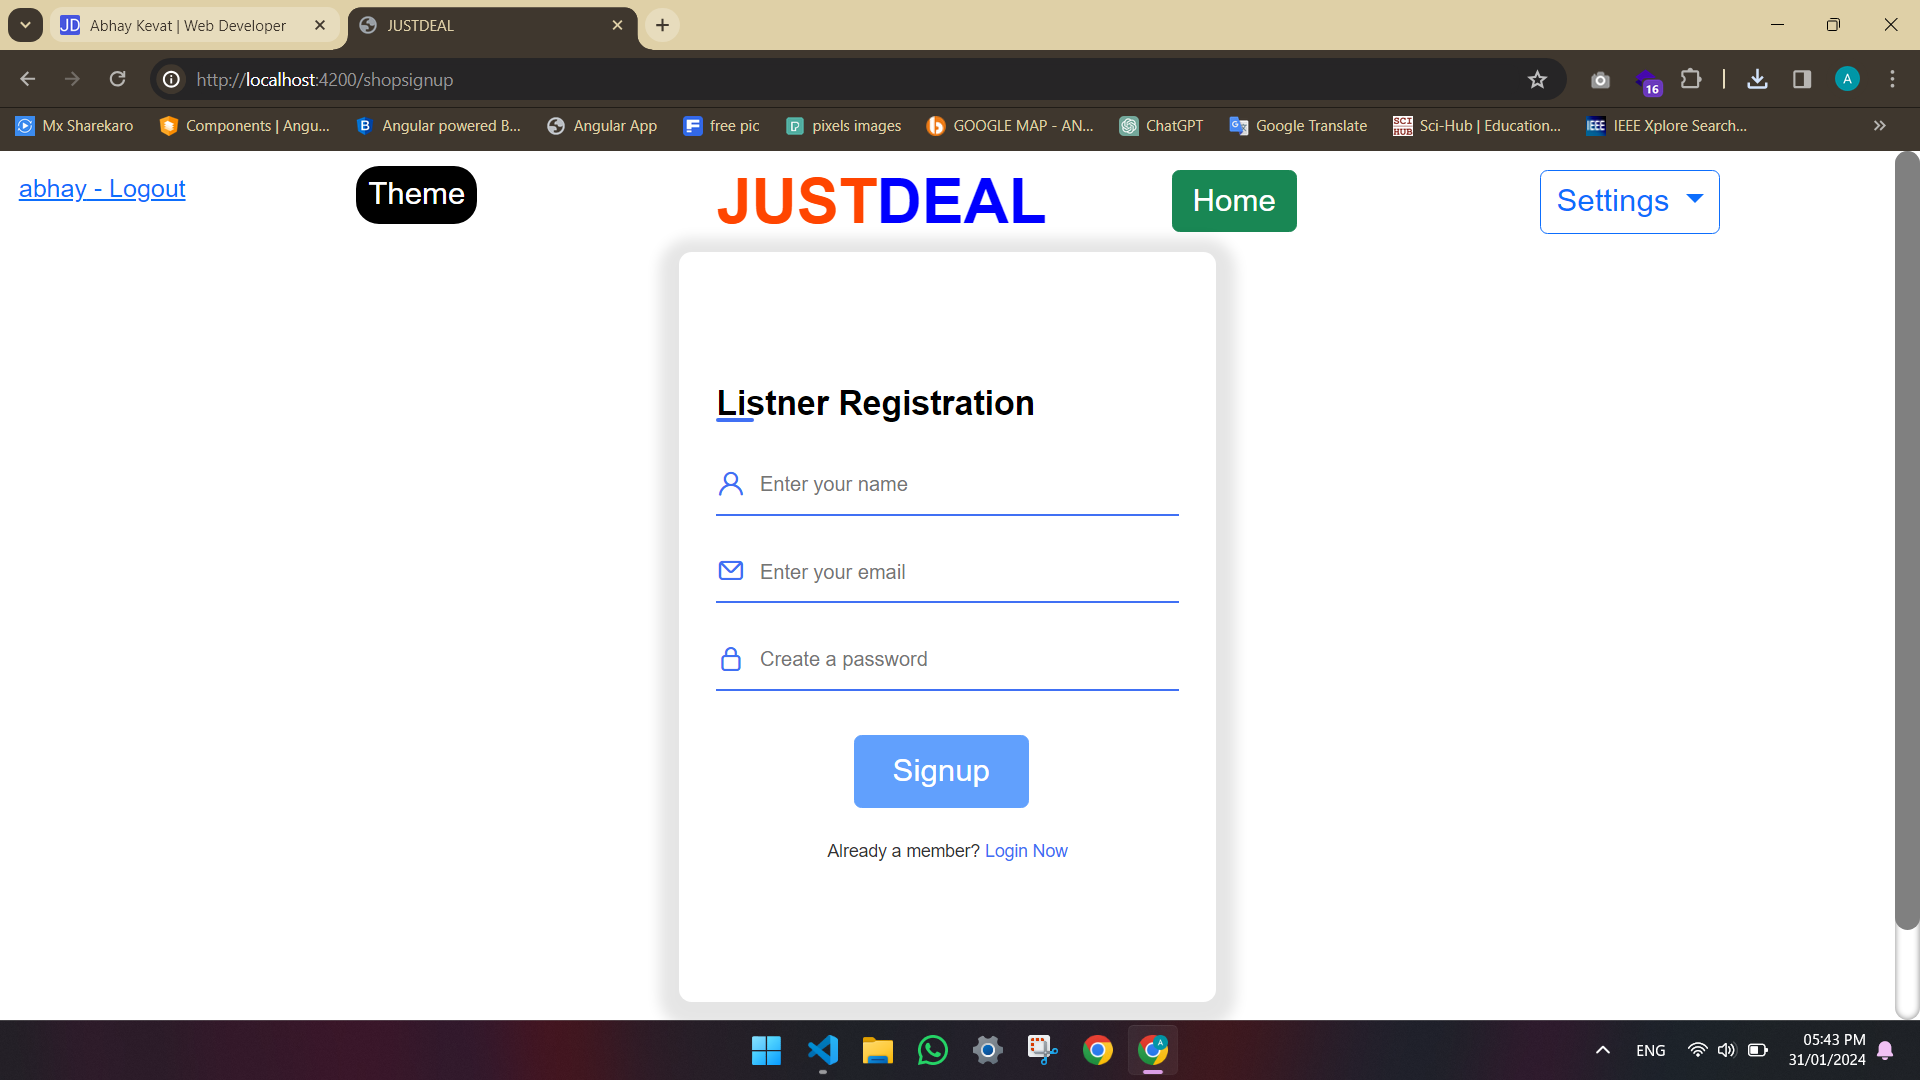 JD Abhay Kevat | Web Developer
JUSTDEAL
http://localhost:4200/shopsignup
16
A
Mx Sharekaro
Components | Angu...
B Angular powered B...
Angular App
free pic
pixels images
GOOGLE MAP - AN...
ChatGPT
Google Translate
SCI HUB Sci-Hub | Education...
IEEE IEEE Xplore Search...
abhay - Logout
Theme
JUSTDEAL
Home
Settings
Listner Registration
Enter your name
Enter your email
Create a password
Signup
Already a member? Login Now
A
ENG
05:43 PM
31/01/2024